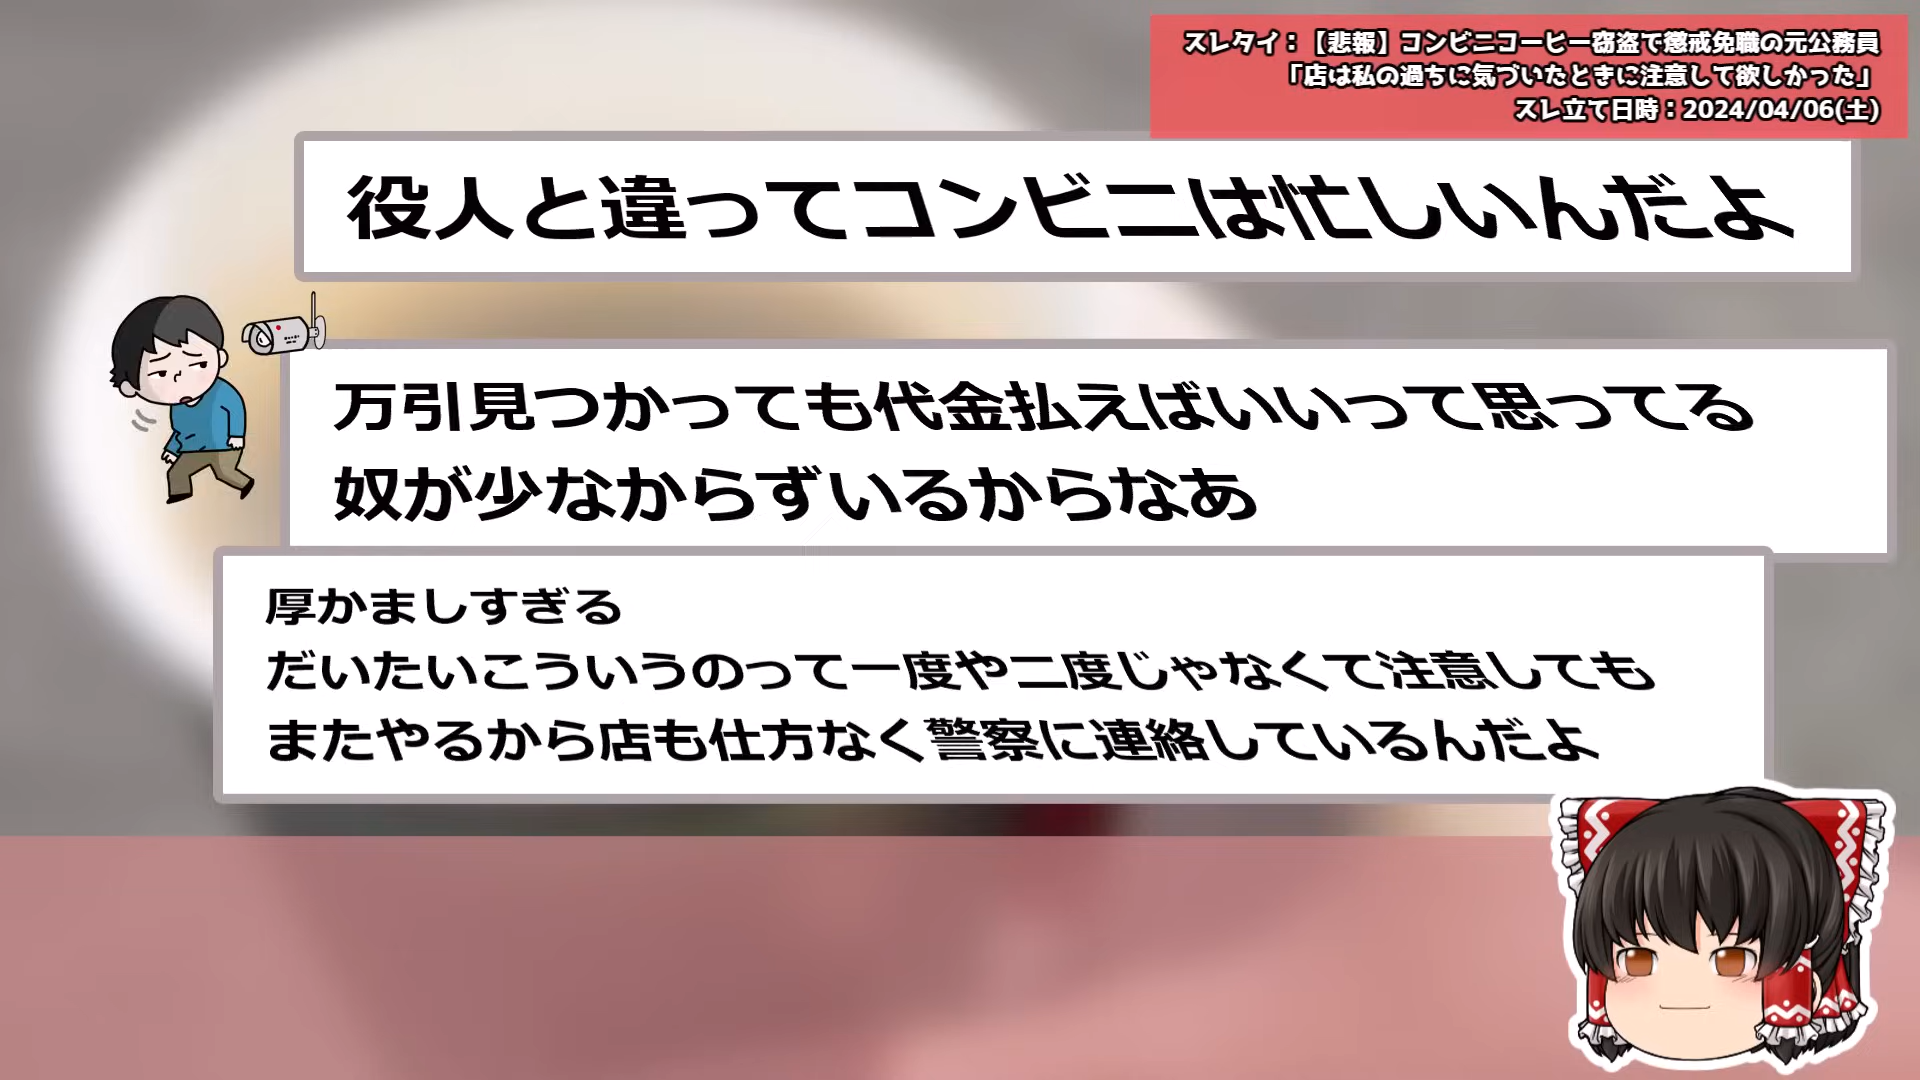 スレタイ：【悲報】コンビニコーヒー窃盗で懲戒免職の元公務員
「店は私の過ちに気づいたときに注意して欲しかった」
スレ立て日時：2024/04/06(土)
役人と違ってコンビニは忙しいんだよ
万引見つかっても代金払えばいいって思ってる
奴が少なからずいるからなあ
厚かましすぎる
だいたいこういうのって一度や二度じゃなくて注意しても
またやるから店も仕方なく警察に連絡しているんだよ